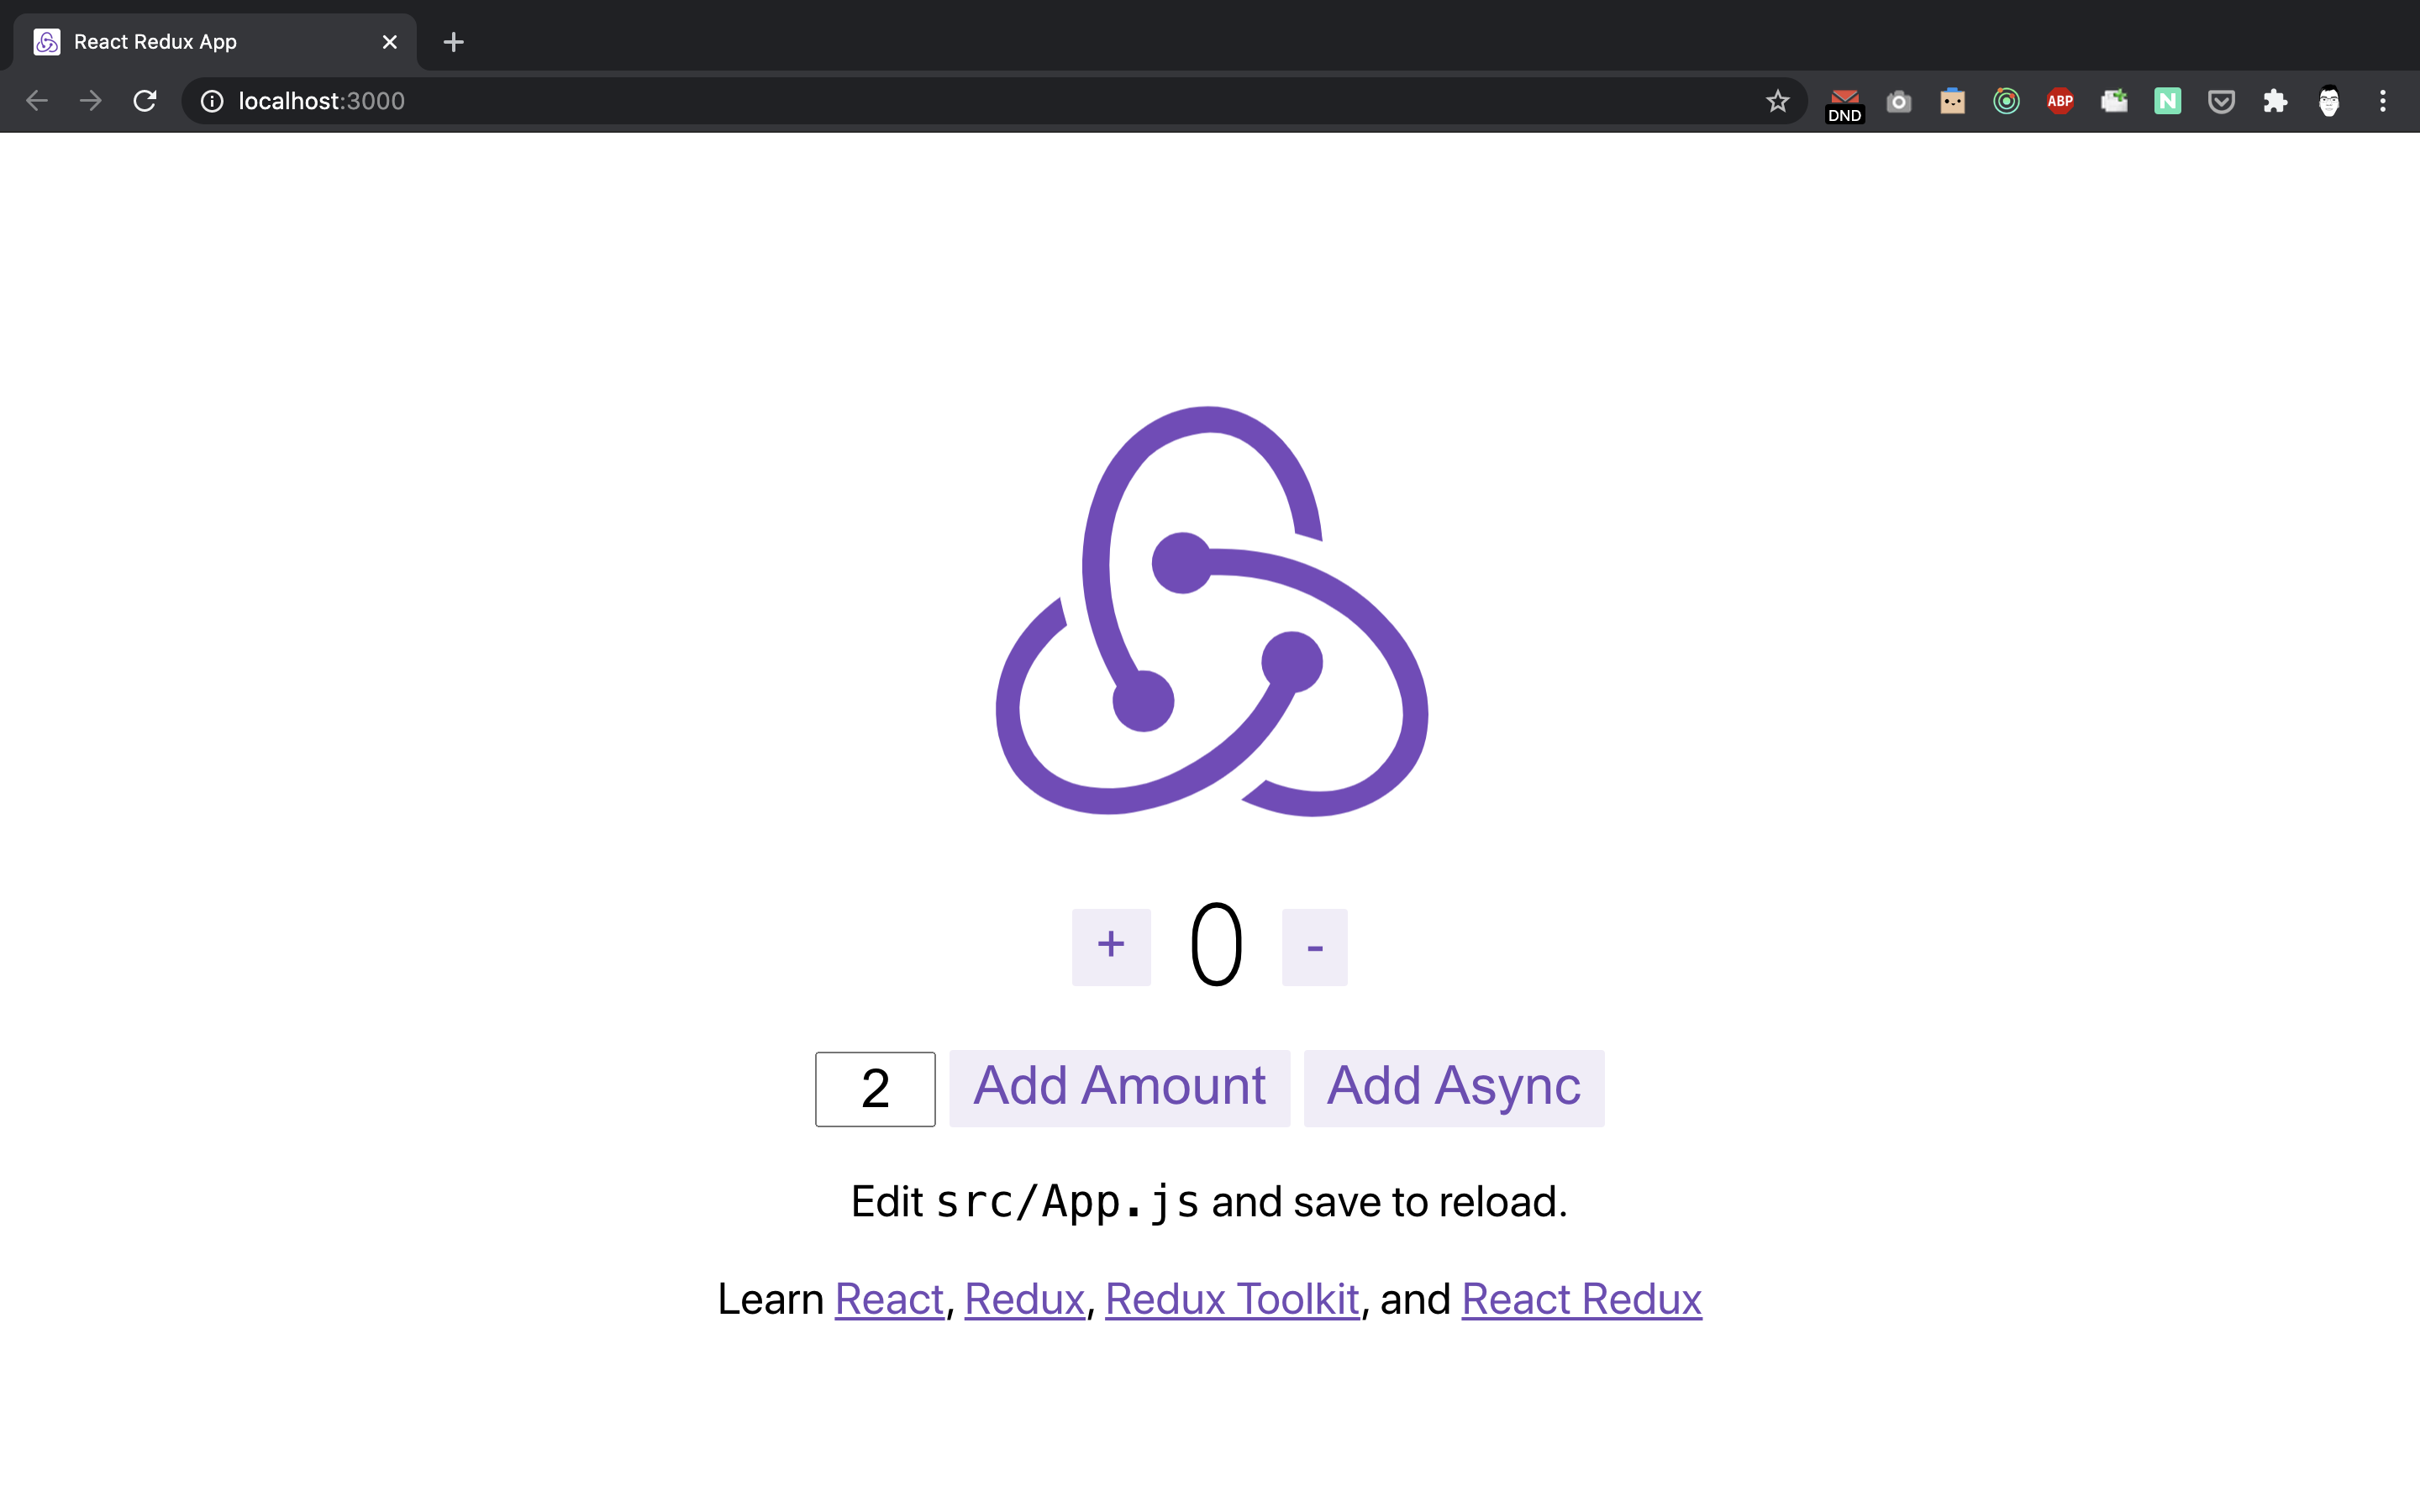 React Redux App
localhost:3000
DND
ABP
N
+ 0 -
2 Add Amount Add Async
Edit src/App.js and save to reload.
Learn React, Redux, Redux Toolkit, and React Redux